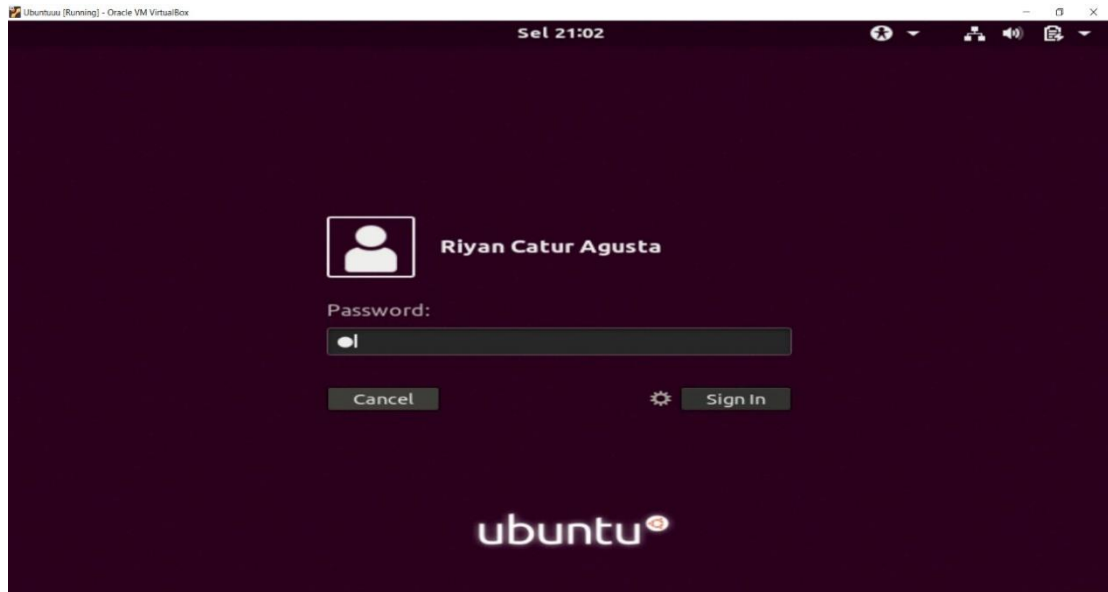 Ubuntuuu [Running] - Oracle VM VirtualBox
Sel 21:02
Riyan Catur Agusta
Password:
Cancel
Sign In
ubuntu